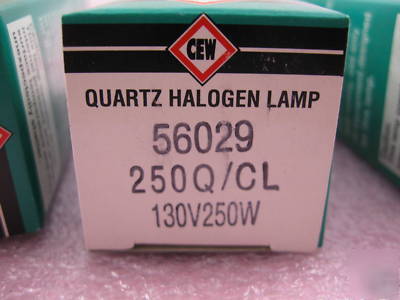 CEW
QUARTZ HALOGEN LAMP
56029
250Q/CL
130V250W